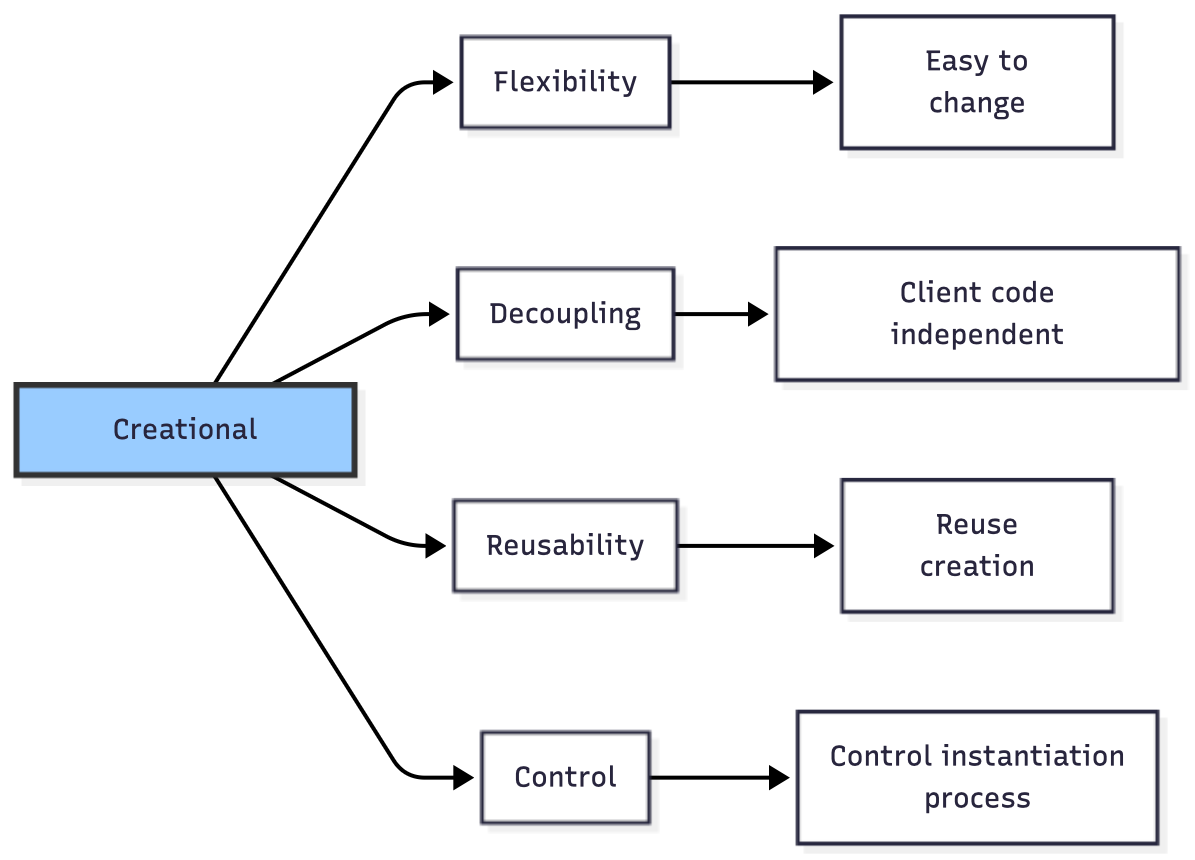 Flexibility
Easy to
change
Decoupling
Client code
independent
Creational
Reusability
Reuse
creation
Control
Control instantiation
process